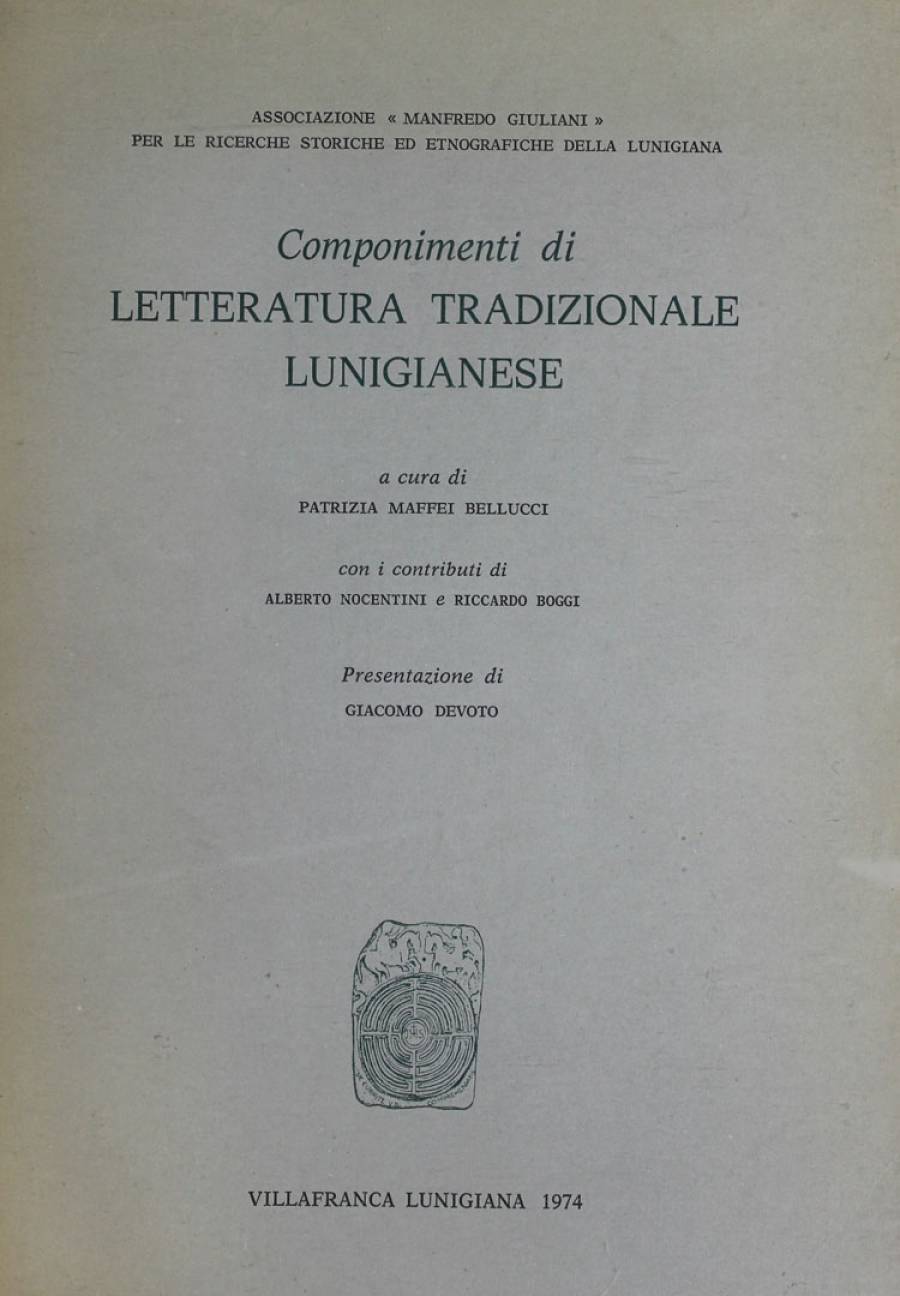 ASSOCIAZIONE « MANFREDO GIULIANI »
PER LE RICERCHE STORICHE ED ETNOGRAFICHE DELLA LUNIGIANA
Componimenti di
LETTERATURA TRADIZIONALE
LUNIGIANESE
a cura di
PATRIZIA MAFFEI BELLUCCI
con i contributi di
ALBERTO NOCENTINI e RICCARDO BOGGI
Presentazione di
GIACOMO DEVOTO
VILLAFRANCA LUNIGIANA 1974